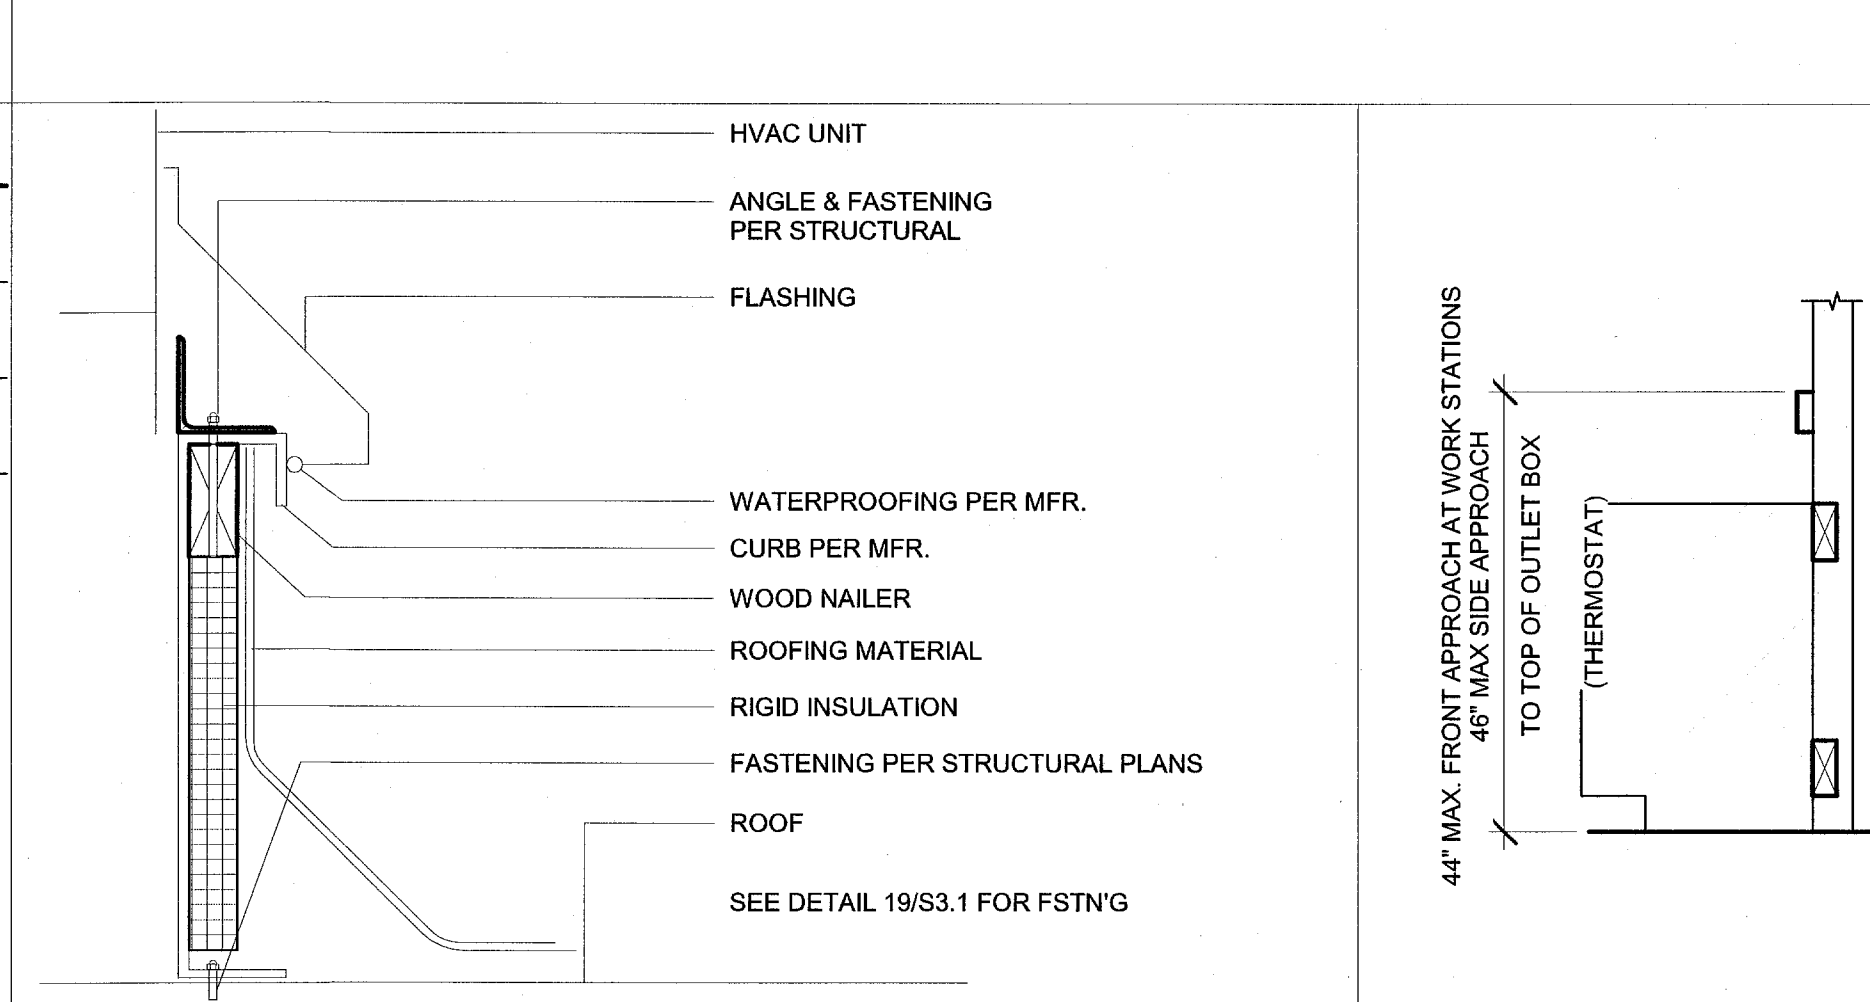 HVAC UNIT
ANGLE & FASTENING
PER STRUCTURAL
FLASHING
WATERPROOFING PER MFR.
CURB PER MFR.
WOOD NAILER
ROOFING MATERIAL
RIGID INSULATION
FASTENING PER STRUCTURAL PLANS
ROOF
SEE DETAIL 19/S3.1 FOR FSTN'G
44" MAX. FRONT APPROACH AT WORK STATIONS
46" MAX SIDE APPROACH
TO TOP OF OUTLET BOX
(THERMOSTAT)